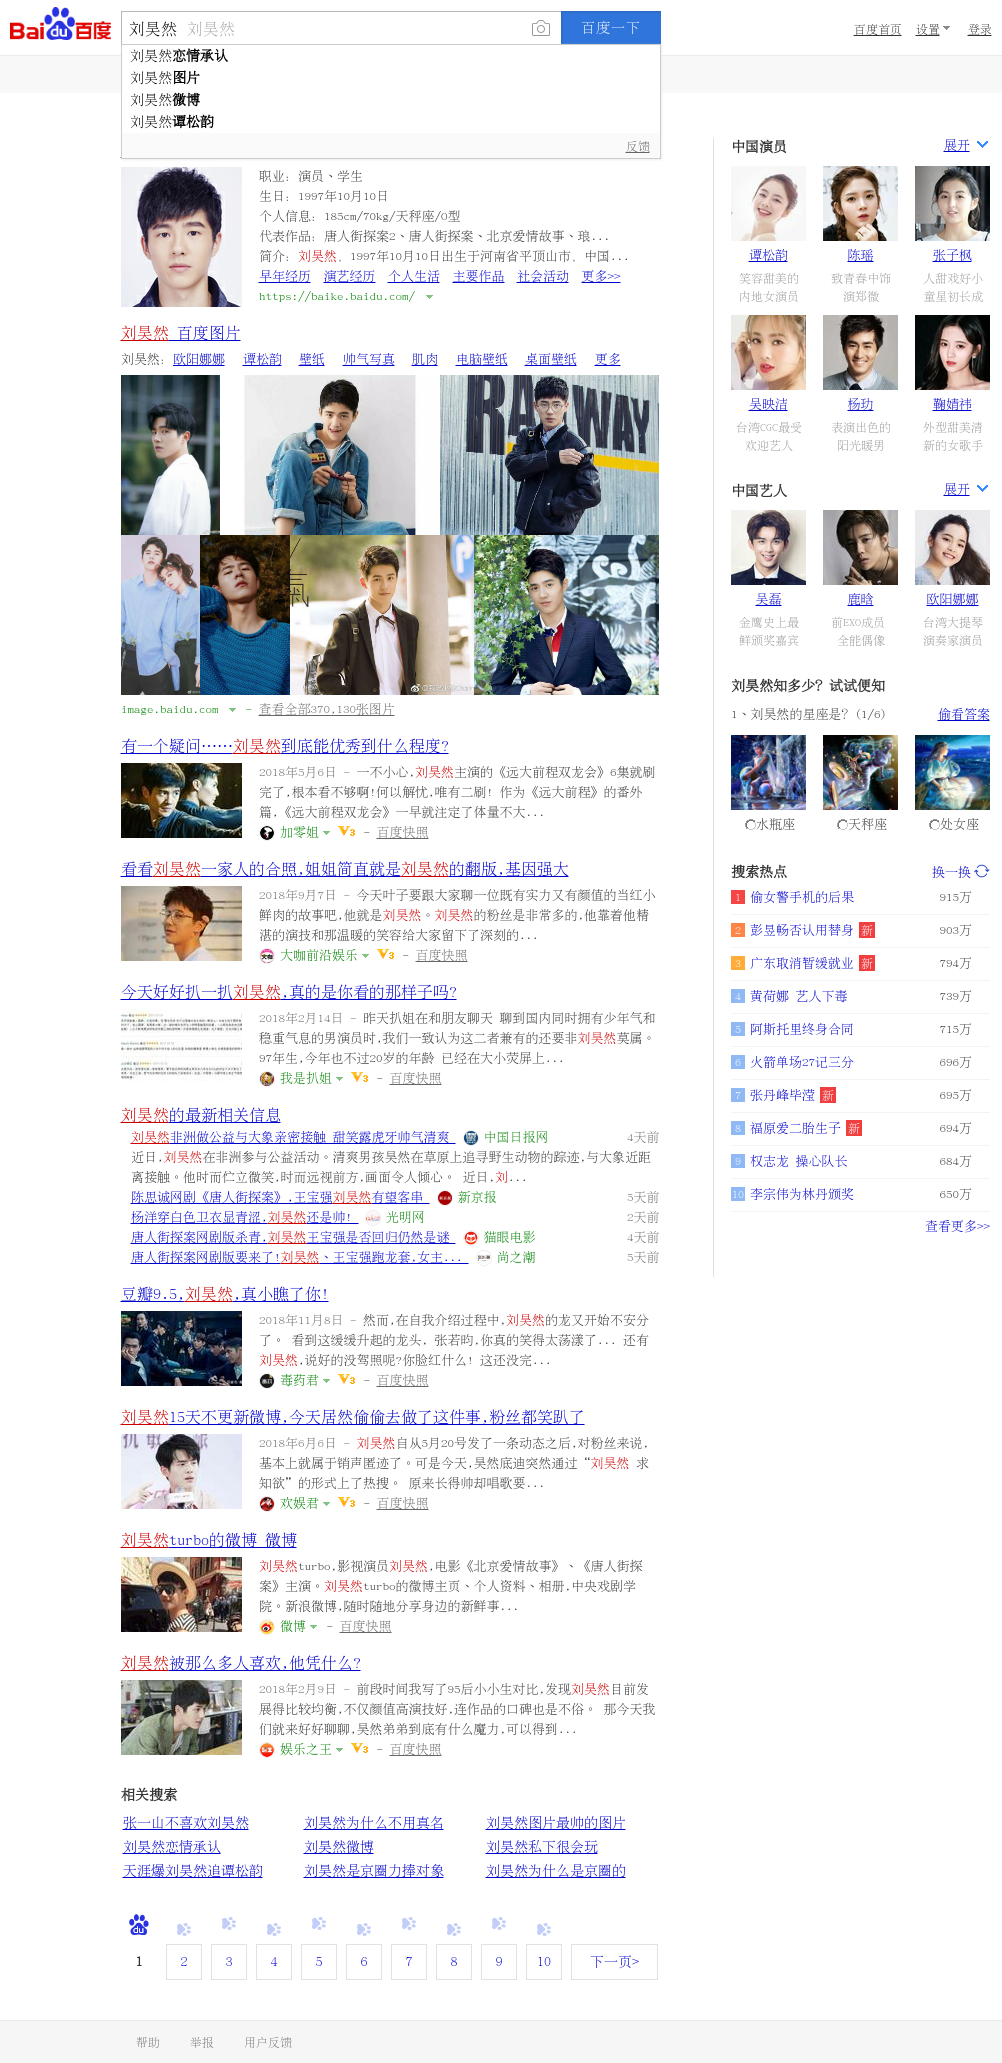 Bai du 百度
刘昊然 刘昊然
百度一下
百度首页 设置 登录
刘昊然恋情承认
刘昊然图片
刘昊然微博
刘昊然谭松韵
反馈
职业: 演员、学生
生日: 1997年10月10日
个人信息: 185cm/70kg/天秤座/O型
代表作品: 唐人街探案2、唐人街探案、北京爱情故事、琅...
简介: 刘昊然, 1997年10月10日出生于河南省平顶山市, 中国...
早年经历 演艺经历 个人生活 主要作品 社会活动 更多>>
https://baike.baidu.com/
刘昊然_百度图片
刘昊然: 欧阳娜娜 谭松韵 壁纸 帅气写真 肌肉 电脑壁纸 桌面壁纸 更多
image.baidu.com - 查看全部370,130张图片
有一个疑问……刘昊然到底能优秀到什么程度?
2018年5月6日 - 一不小心,刘昊然主演的《远大前程双龙会》6集就刷
完了,根本看不够啊!何以解忧,唯有二刷! 作为《远大前程》的番外
篇,《远大前程双龙会》一早就注定了体量不大...
加零姐 V3 - 百度快照
看看刘昊然一家人的合照,姐姐简直就是刘昊然的翻版,基因强大
2018年9月7日 - 今天叶子要跟大家聊一位既有实力又有颜值的当红小
鲜肉的故事吧,他就是刘昊然。刘昊然的粉丝是非常多的,他靠着他精
湛的演技和那温暖的笑容给大家留下了深刻的...
大咖前沿娱乐 V3 - 百度快照
今天好好扒一扒刘昊然,真的是你看的那样子吗?
2018年2月14日 - 昨天扒姐在和朋友聊天 聊到国内同时拥有少年气和
稳重气息的男演员时,我们一致认为这二者兼有的还要非刘昊然莫属。
97年生,今年也不过20岁的年龄 已经在大小荧屏上...
我是扒姐 V3 - 百度快照
刘昊然的最新相关信息
刘昊然非洲做公益与大象亲密接触 甜笑露虎牙帅气清爽 中国日报网 4天前
近日,刘昊然在非洲参与公益活动。清爽男孩昊然在草原上追寻野生动物的踪迹,与大象近距
离接触。他时而伫立微笑,时而远视前方,画面令人倾心。 近日,刘...
陈思诚网剧《唐人街探案》,王宝强刘昊然有望客串 新京报 5天前
杨洋穿白色卫衣显青涩,刘昊然还是帅! 光明网 2天前
唐人街探案网剧版杀青,刘昊然王宝强是否回归仍然是谜 猫眼电影 4天前
唐人街探案网剧版要来了!刘昊然、王宝强跑龙套,女主... 尚之潮 5天前
豆瓣9.5,刘昊然,真小瞧了你!
2018年11月8日 - 然而,在自我介绍过程中,刘昊然的龙又开始不安分
了。 看到这缓缓升起的龙头, 张若昀,你真的笑得太荡漾了... 还有
刘昊然,说好的没驾照呢?你脸红什么! 这还没完...
毒药君 V3 - 百度快照
刘昊然15天不更新微博,今天居然偷偷去做了这件事,粉丝都笑趴了
2018年6月6日 - 刘昊然自从5月20号发了一条动态之后,对粉丝来说,
基本上就属于销声匿迹了。可是今天,昊然底迪突然通过“刘昊然 求
知欲”的形式上了热搜。 原来长得帅却唱歌要...
欢娱君 V3 - 百度快照
刘昊然turbo的微博_微博
刘昊然turbo,影视演员刘昊然,电影《北京爱情故事》、《唐人街探
案》主演。刘昊然turbo的微博主页、个人资料、相册,中央戏剧学
院。新浪微博,随时随地分享身边的新鲜事...
微博 - 百度快照
刘昊然被那么多人喜欢,他凭什么?
2018年2月9日 - 前段时间我写了95后小小生对比,发现刘昊然目前发
展得比较均衡,不仅颜值高演技好,连作品的口碑也是不俗。 那今天我
们就来好好聊聊,昊然弟弟到底有什么魔力,可以得到...
娱乐之王 V3 - 百度快照
相关搜索
张一山不喜欢刘昊然 刘昊然为什么不用真名 刘昊然图片最帅的图片
刘昊然恋情承认 刘昊然微博 刘昊然私下很会玩
天涯爆刘昊然追谭松韵 刘昊然是京圈力捧对象 刘昊然为什么是京圈的
1 2 3 4 5 6 7 8 9 10 下一页>
帮助 举报 用户反馈
中国演员 展开
谭松韵 陈瑶 张子枫
笑容甜美的 致青春中饰 人甜戏好小
内地女演员 演郑微 童星初长成
吴映洁 杨玏 鞠婧祎
台湾CGC最受 表演出色的 外型甜美清
欢迎艺人 阳光暖男 新的女歌手
中国艺人 展开
吴磊 鹿晗 欧阳娜娜
金鹰史上最 前EXO成员 台湾大提琴
鲜颁奖嘉宾 全能偶像 演奏家演员
刘昊然知多少? 试试便知
1、刘昊然的星座是? (1/6) 偷看答案
水瓶座 天秤座 处女座
搜索热点 换一换
1 偷女警手机的后果 915万
2 彭昱畅否认用替身 新 903万
3 广东取消暂缓就业 新 794万
4 黄荷娜 艺人下毒 739万
5 阿斯托里终身合同 715万
6 火箭单场27记三分 696万
7 张丹峰毕滢 新 695万
8 福原爱二胎生子 新 694万
9 权志龙 操心队长 684万
10 李宗伟为林丹颁奖 650万
查看更多>>